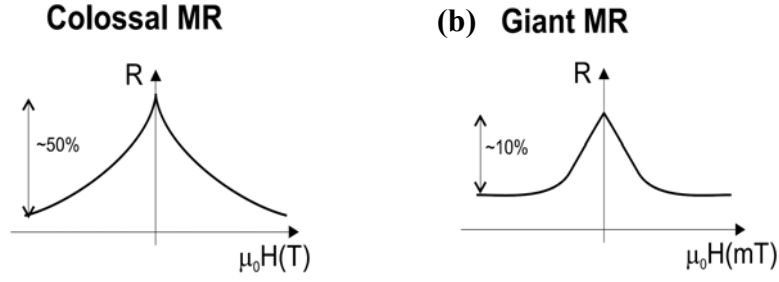 Colossal MR
R
~50%
μ₀H(T)
(b) Giant MR
R
~10%
μ₀H(mT)